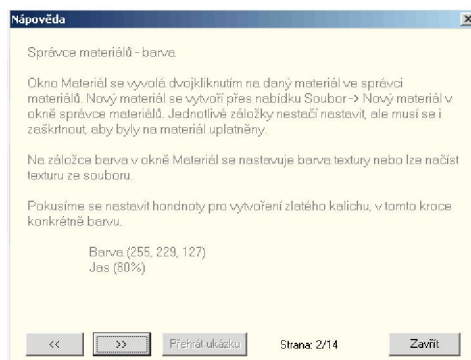 Nápověda
Správce materiálů - barva
Okno Materiál se vyvolá dvojkliknutím na daný materiál ve správci
materiálů. Nový materiál se vytvoří přes nabídku Soubor -> Nový materiál v
okně správce materiálů. Jednotlivé záložky nestačí nastavit, ale musí se i
zaškrtnout, aby byly na materiál uplatněny.
Na záložce barva v okně Materiál se nastavuje barva textury nebo lze načíst
texturu ze souboru.
Pokusíme se nastavit hondnoty pro vytvoření zlatého kalichu, v tomto kroce
konkrétně barvu.
Barva (255, 229, 127)
Jas (80%)
<< >> Přehrát ukázku Strana: 2/14 Zavřít